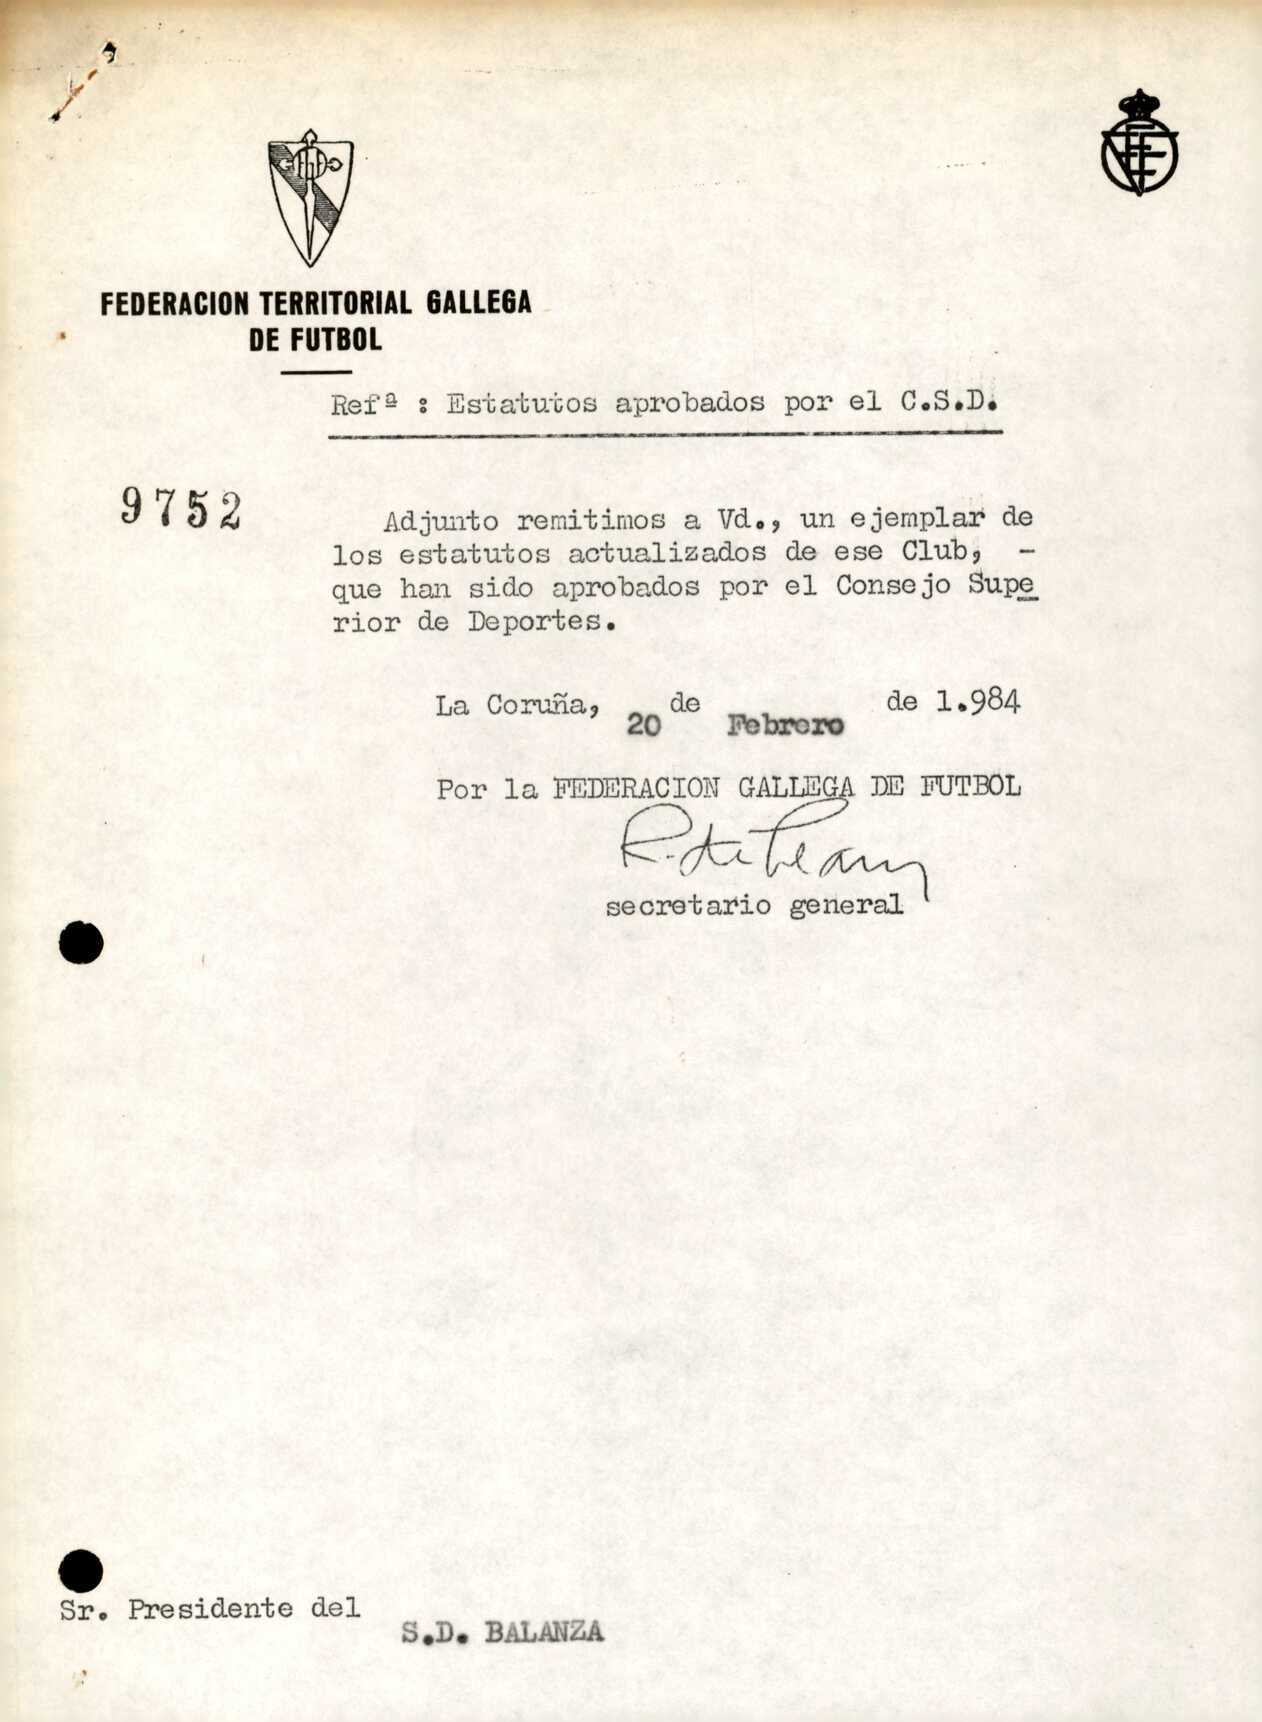 FEDERACION TERRITORIAL GALLEGA
DE FUTBOL
Refª : Estatutos aprobados por el C.S.D.
9752
Adjunto remitimos a Vd., un ejemplar de
los estatutos actualizados de ese Club, -
que han sido aprobados por el Consejo Supe
rior de Deportes.
La Coruña, 20 de Febrero de 1.984
Por la FEDERACION GALLEGA DE FUTBOL
secretario general
Sr. Presidente del
S.D. BALANZA